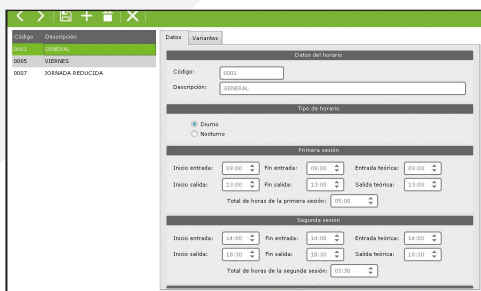 Código Descripción
0001 GENERAL
0005 VIERNES
0007 JORNADA REDUCIDA
Datos Variantes
Datos del horario
Código: 0001
Descripción: GENERAL
Tipo de horario
Diurno
Nocturno
Primera sesión
Inicio entrada: 09:00 Fin entrada: 09:00 Entrada teórica: 09:00
Inicio salida: 13:00 Fin salida: 13:00 Salida teórica: 13:00
Total de horas de la primera sesión: 05:00
Segunda sesión
Inicio entrada: 14:00 Fin entrada: 14:00 Entrada teórica: 14:00
Inicio salida: 18:30 Fin salida: 18:30 Salida teórica: 18:30
Total de horas de la segunda sesión: 03:30